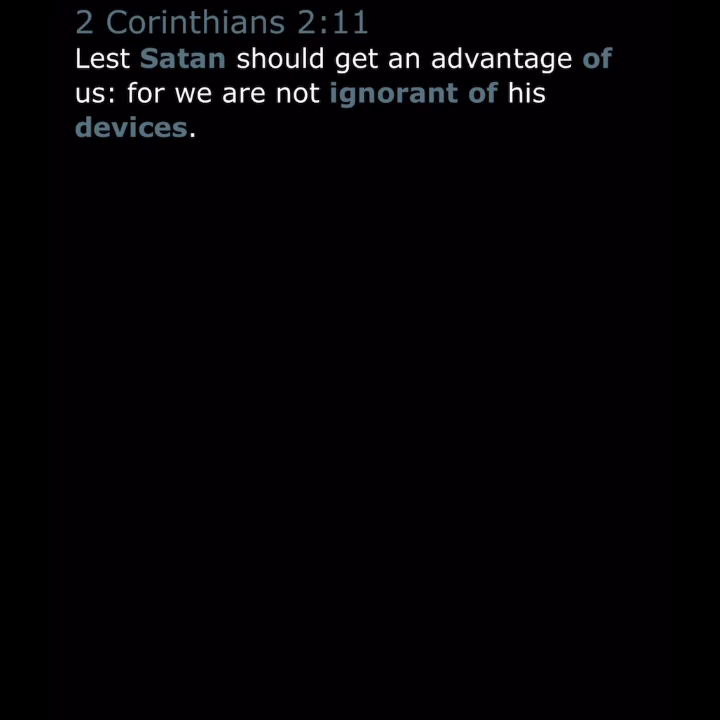 2 Corinthians 2:11
Lest Satan should get an advantage of
us: for we are not ignorant of his
devices.